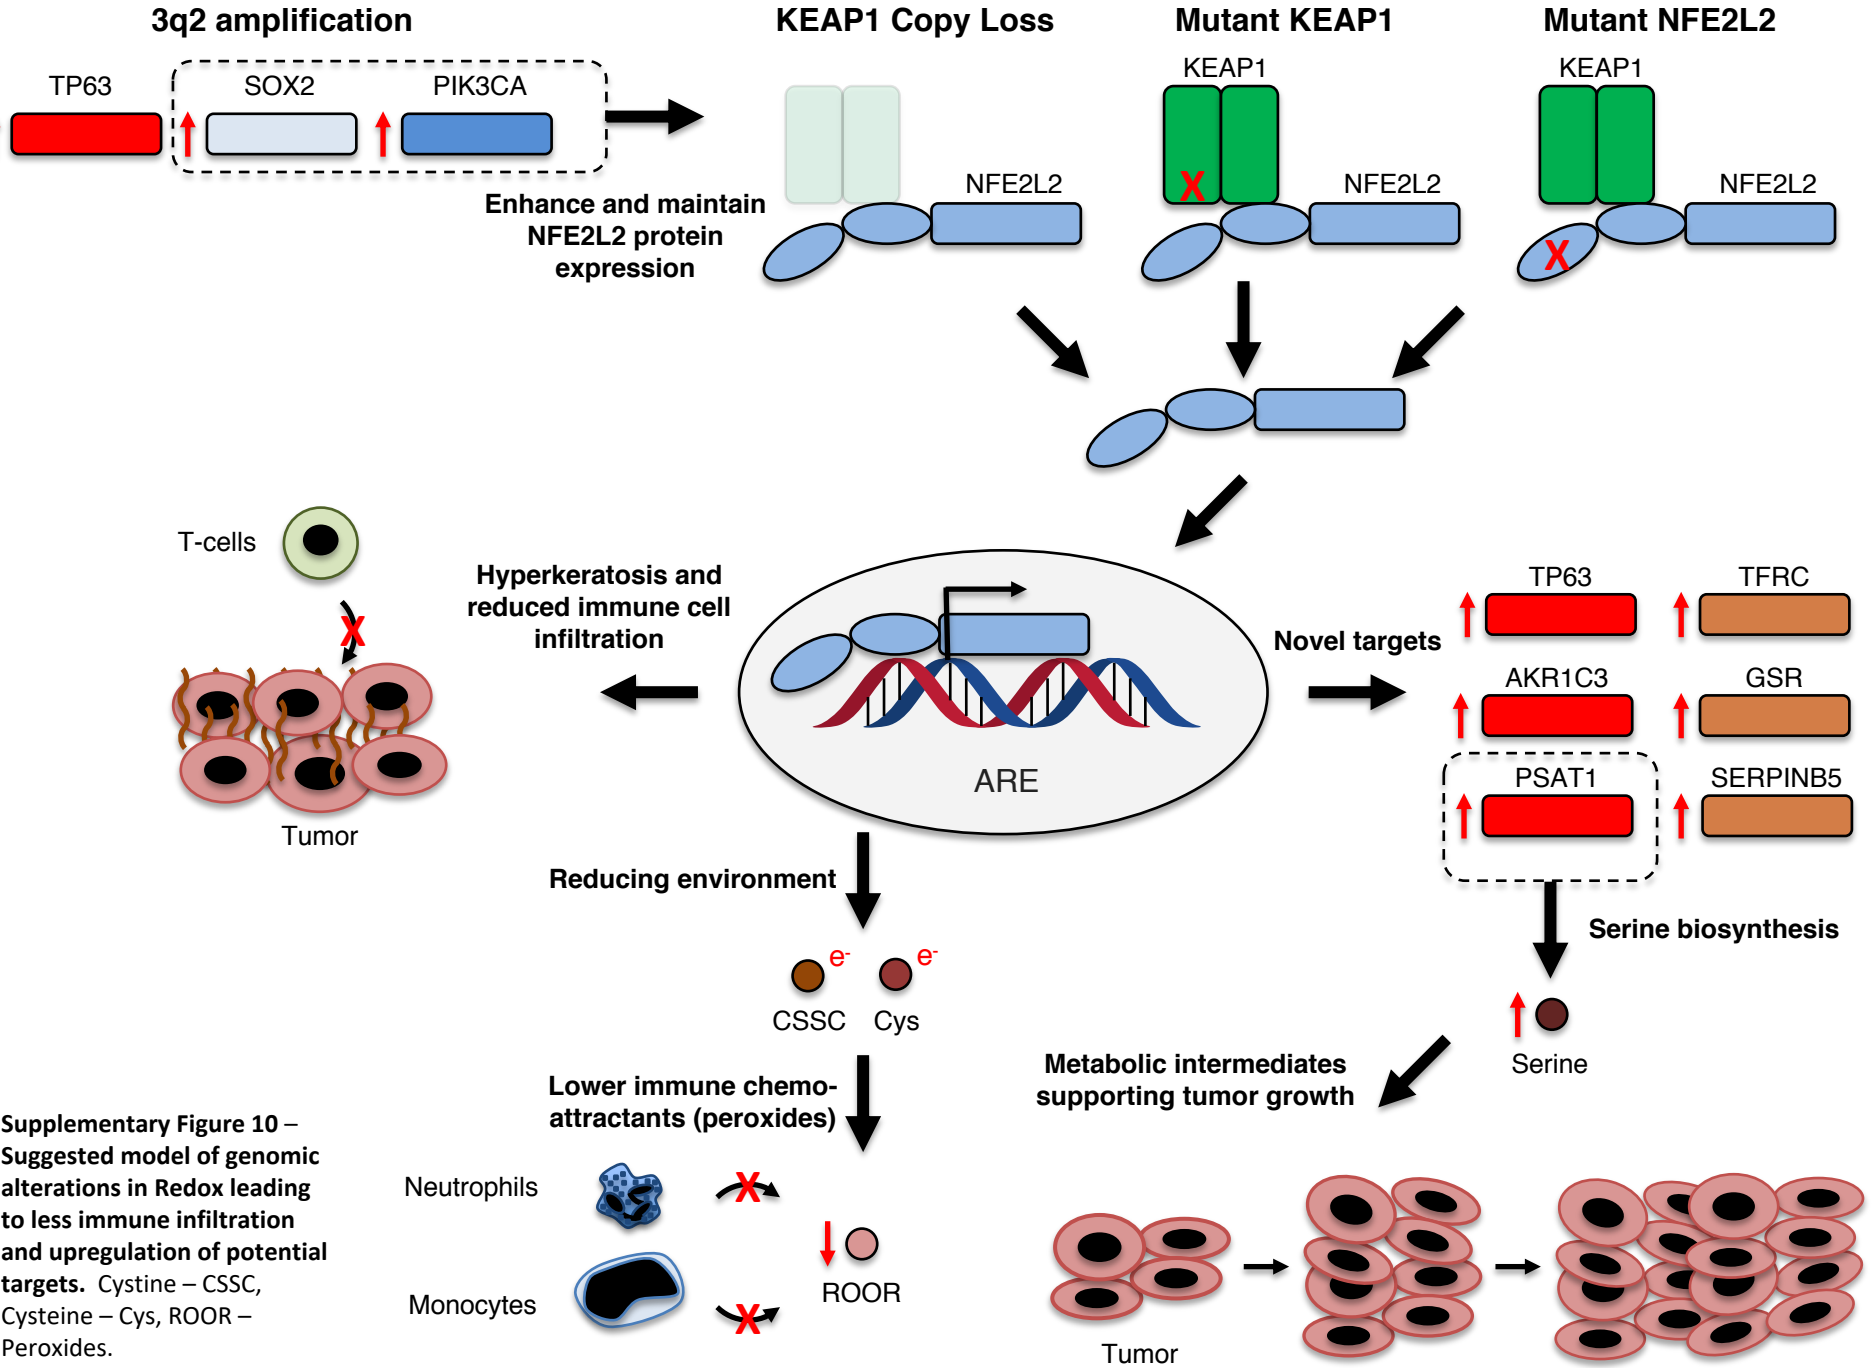 3q2 amplification
KEAP1 Copy Loss
Mutant KEAP1
Mutant NFE2L2
TP63
SOX2
PIK3CA
KEAP1
KEAP1
NFE2L2
NFE2L2
NFE2L2
X
X
Enhance and maintain
NFE2L2 protein
expression
T-cells
X
Tumor
Hyperkeratosis and
reduced immune cell
infiltration
ARE
Novel targets
TP63
TFRC
AKR1C3
GSR
PSAT1
SERPINB5
Serine biosynthesis
Serine
Reducing environment
e-
e-
CSSC
Cys
Lower immune chemo-
attractants (peroxides)
Neutrophils
X
Monocytes
X
ROOR
Metabolic intermediates
supporting tumor growth
Tumor
Supplementary Figure 10 –
Suggested model of genomic
alterations in Redox leading
to less immune infiltration
and upregulation of potential
targets. Cystine – CSSC,
Cysteine – Cys, ROOR –
Peroxides.